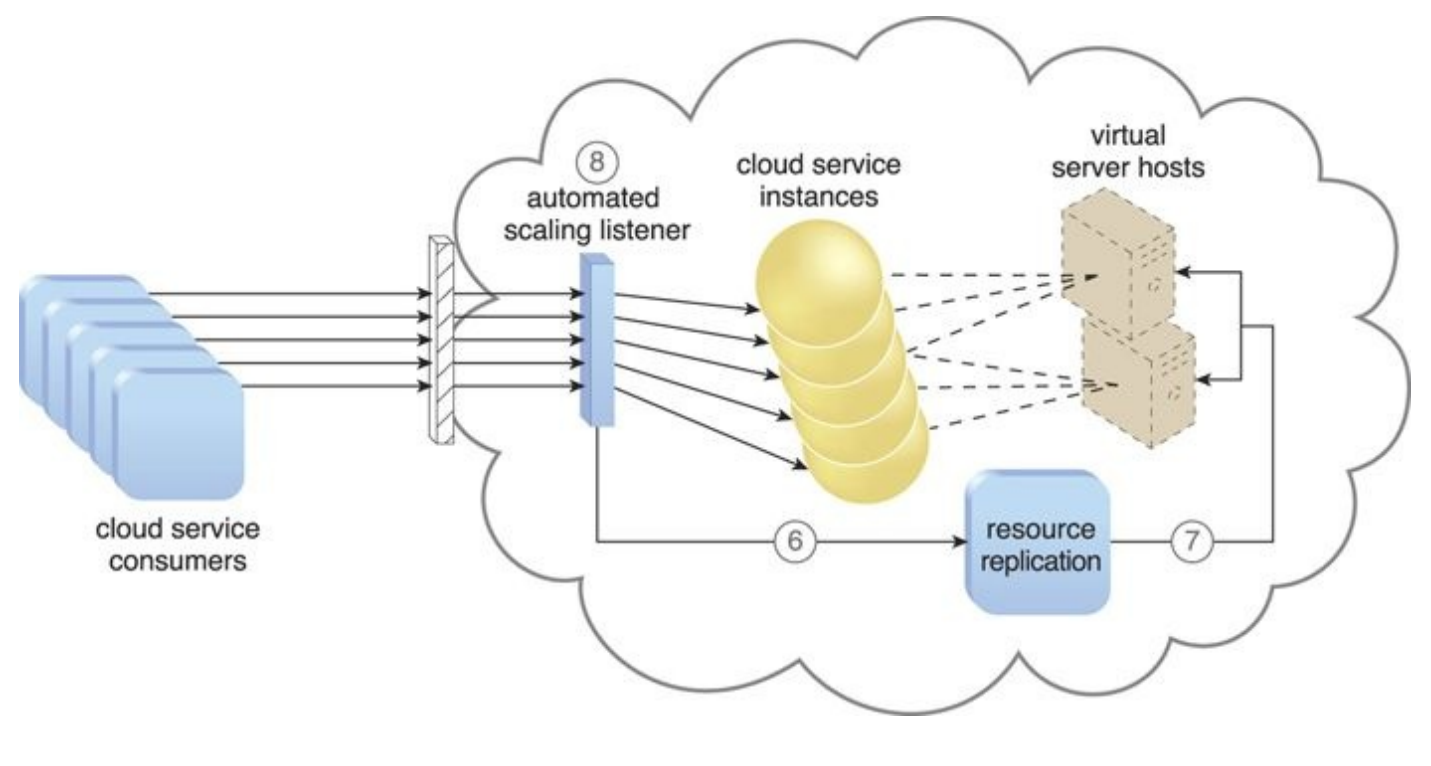 8
automated
scaling listener
cloud service
instances
virtual
server hosts
cloud service
consumers
6
resource
replication
7